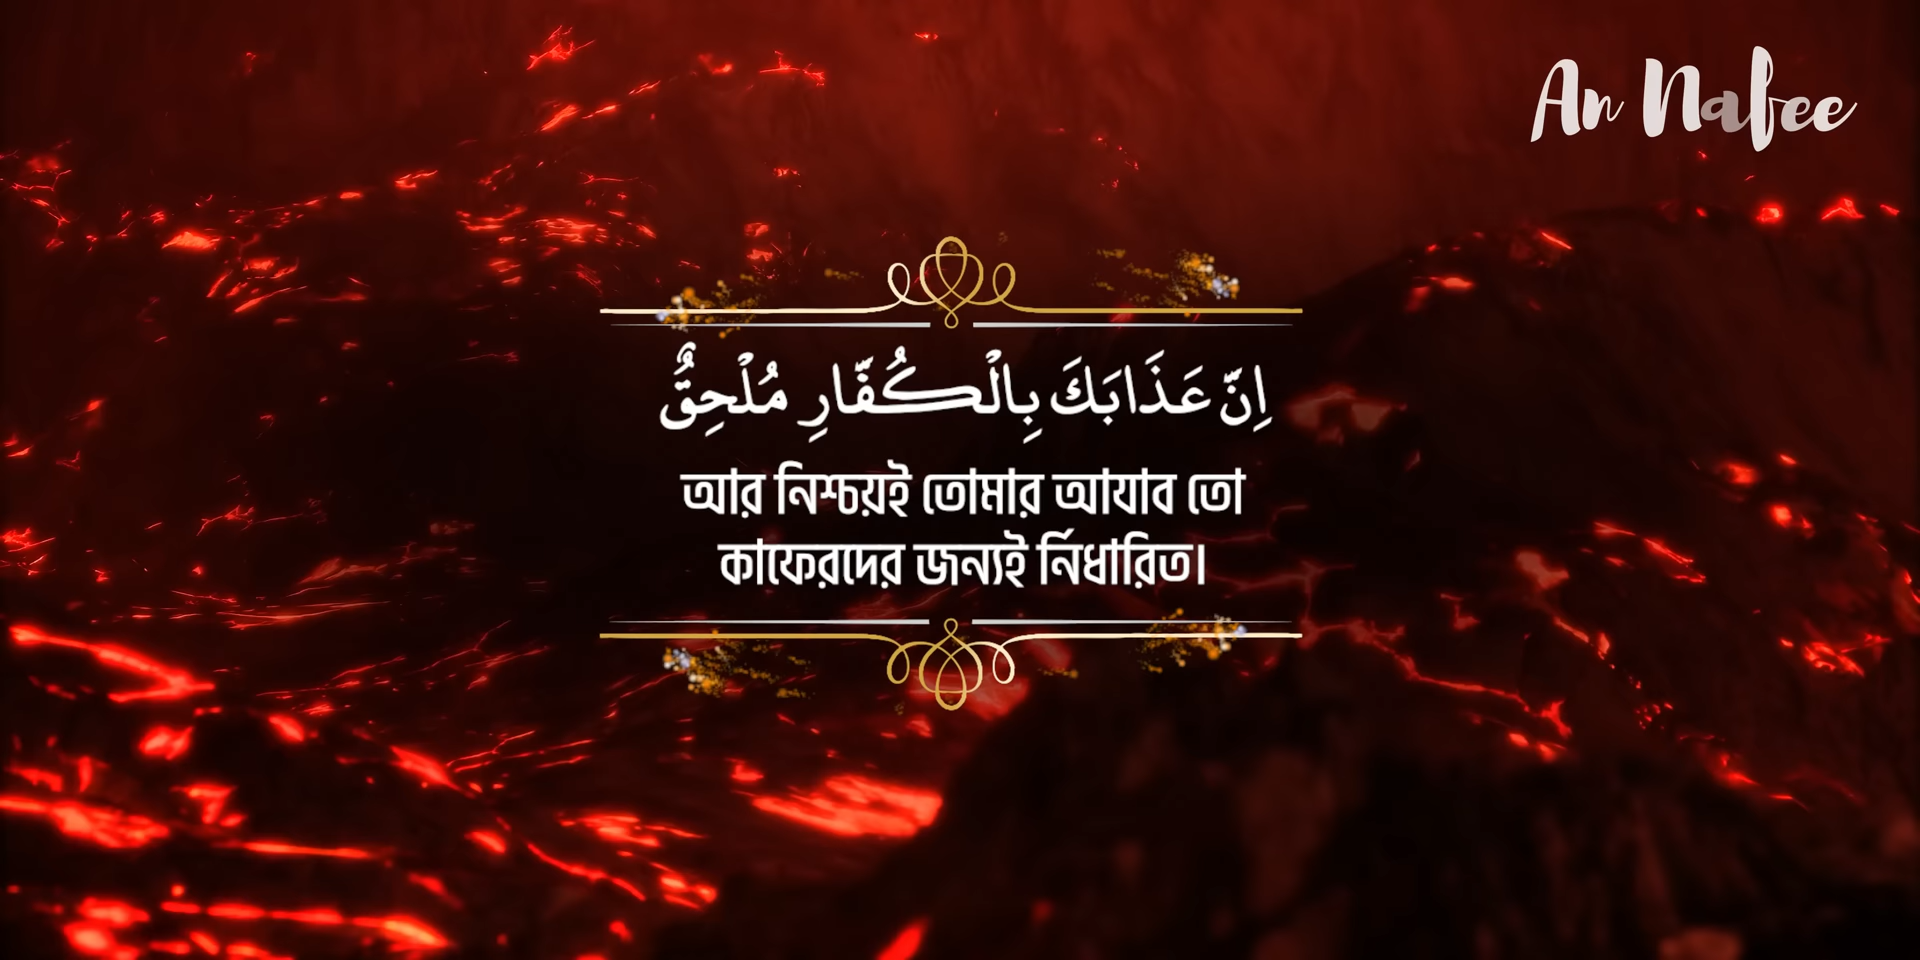 An Nafee
اِنَّ عَذَابَكَ بِالْكُفَّارِ مُلْحِقٌ
আর নিশ্চয়ই তোমার আযাব তো
কাফেরদের জন্যই নির্ধারিত।